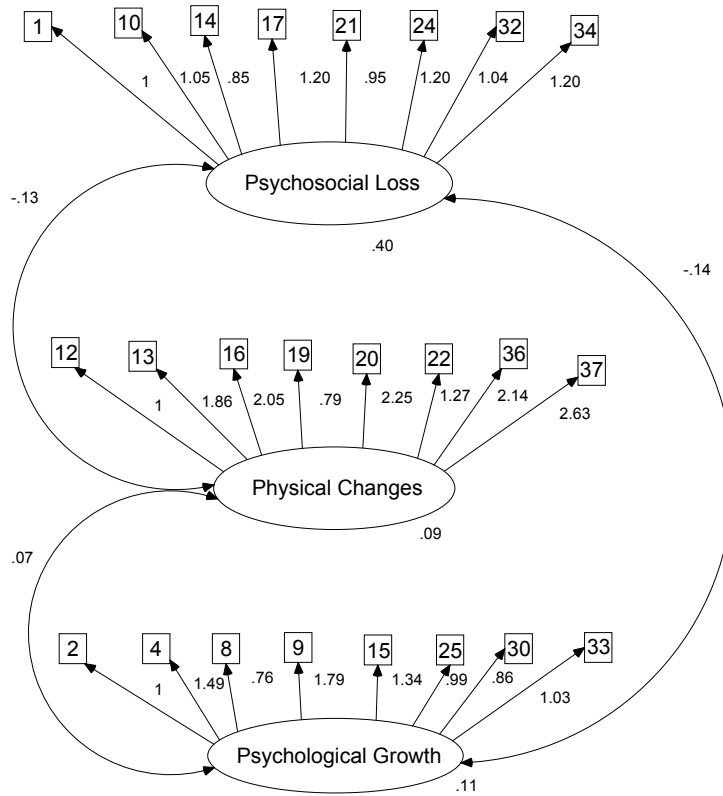 1 10 14 17 21 24 32 34
1 1.05 .85 1.20 .95 1.20 1.04 1.20
Psychosocial Loss
-.13
.40
-.14
12 13 16 19 20 22 36 37
1 1.86 2.05 .79 2.25 1.27 2.14 2.63
Physical Changes
.09
.07
2 4 8 9 15 25 30 33
1 1.49 .76 1.79 1.34 .99 .86 1.03
Psychological Growth
.11